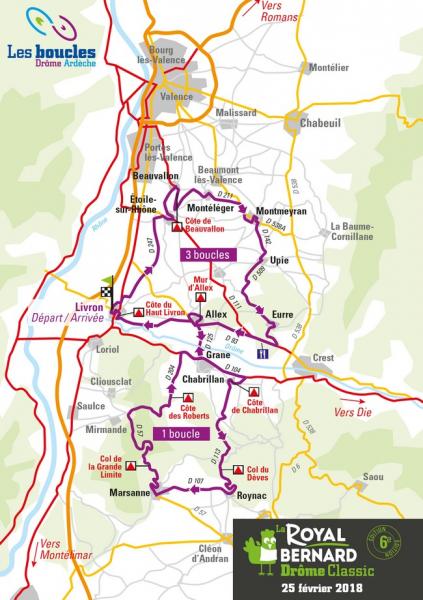 Les boucles
Drôme Ardèche
Vers
Romans
Bourg
lès-Valence
Montélier
Valence
Malissard
Chabeuil
Portes
lès-Valence
Beaumont
lès-Valence
Beauvallon
D 211
Étoile-
sur-Rhône
Montéléger
Montmeyran
D 538A
Côte de
Beauvallon
Rhône
D 247
D 142
La Baume-
Cornillane
3 boucles
Upie
D 509
Mur
d'Allex
D 111
D 538
Livron
Départ / Arrivée
Côte du
Haut Livron
Allex
Eurre
D 93
Drôme
D 125
Loriol
Grane
Crest
D 104
Chabrillan
Cliousclat
D 204
Saulce
Côte
des Roberts
Côte
de Chabrillan
Vers Die
Mirmande
D 57
1 boucle
D 538
D 113
Col de
la Grande
Limite
Col du
Dèves
D 6
Saou
Marsanne
D 107
Roynac
D 57
Vers
Montélimar
Cléon
d'Andran
La
ROYAL
BERNARD
Drôme Classic
6e
ÉDITION
25 février 2018